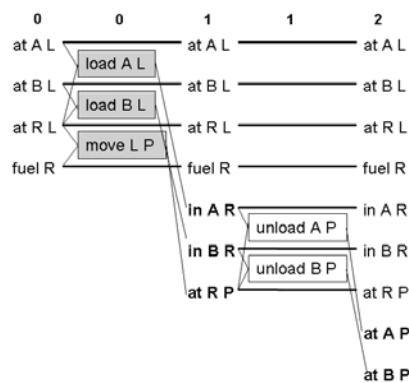 0 0 1 1 2
at A L at A L at A L
load A L
at B L at B L at B L
load B L
at R L at R L at R L
move L P
fuel R fuel R fuel R
in A R in A R
unload A P
in B R in B R
unload B P
at R P at R P
at A P
at B P